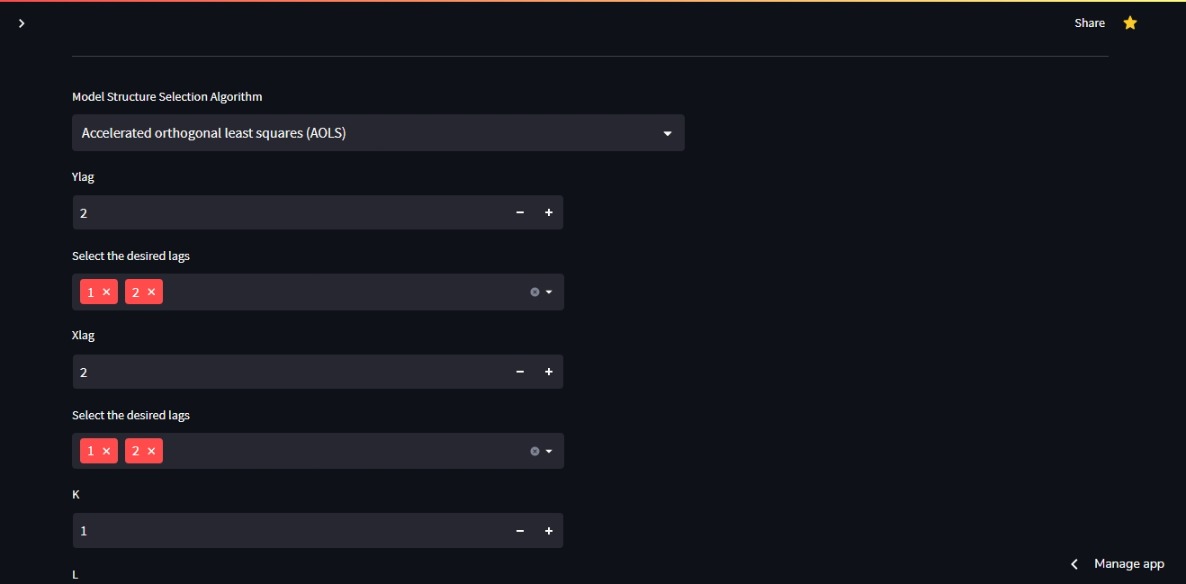 Share
Model Structure Selection Algorithm
Accelerated orthogonal least squares (AOLS)
Ylag
2
Select the desired lags
1 2
Xlag
2
Select the desired lags
1 2
K
1
L
Manage app